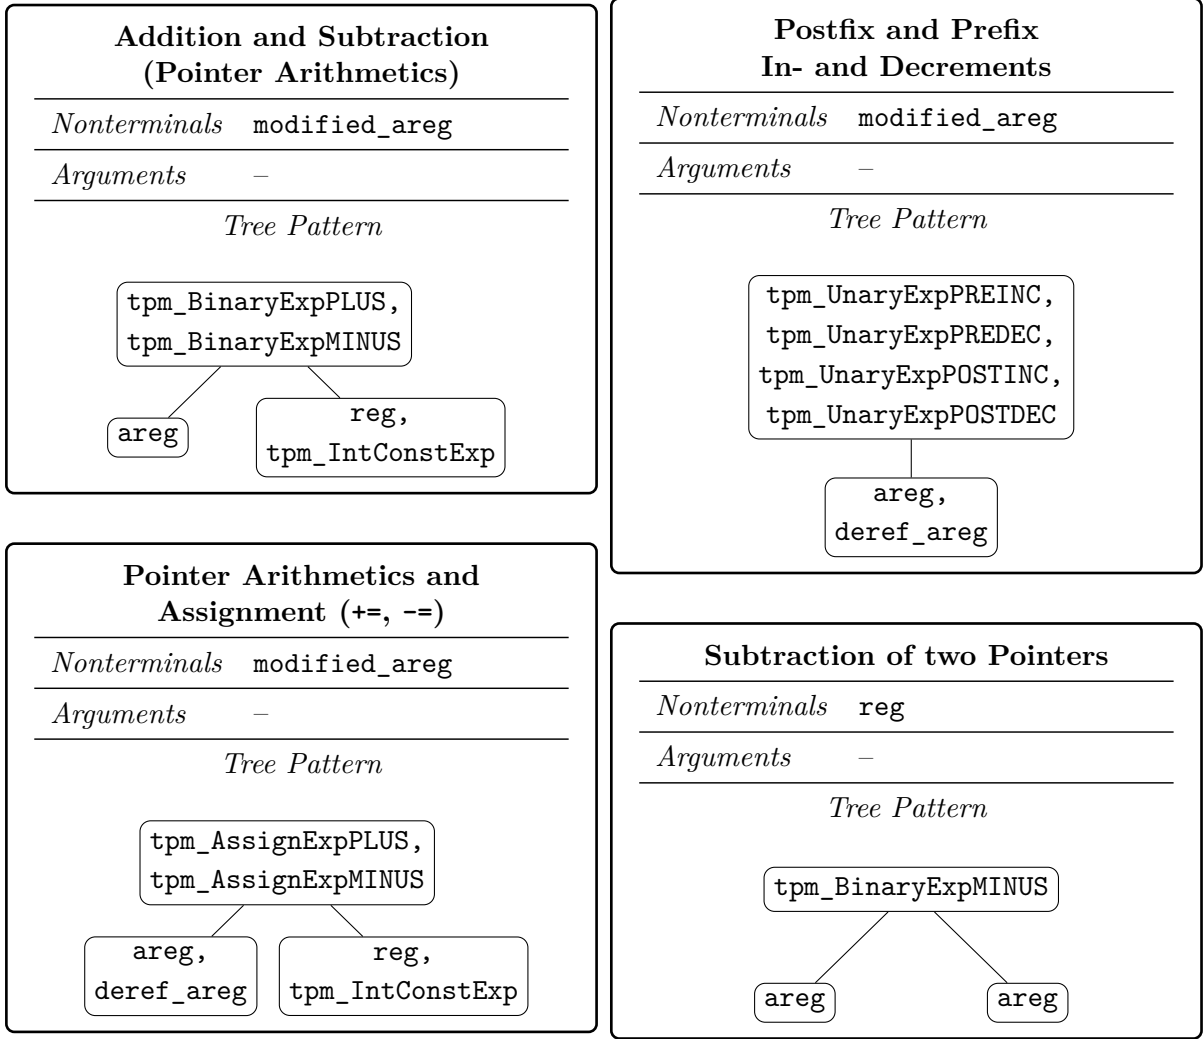 Addition and Subtraction
(Pointer Arithmetics)
Nonterminals modified_areg
Arguments –
Tree Pattern
tpm_BinaryExpPLUS,
tpm_BinaryExpMINUS
areg
reg,
tpm_IntConstExp
Postfix and Prefix
In- and Decrements
Nonterminals modified_areg
Arguments –
Tree Pattern
tpm_UnaryExpPREINC,
tpm_UnaryExpPREDEC,
tpm_UnaryExpPOSTINC,
tpm_UnaryExpPOSTDEC
areg,
deref_areg
Pointer Arithmetics and
Assignment (+=, -=)
Nonterminals modified_areg
Arguments –
Tree Pattern
tpm_AssignExpPLUS,
tpm_AssignExpMINUS
areg,
deref_areg
reg,
tpm_IntConstExp
Subtraction of two Pointers
Nonterminals reg
Arguments –
Tree Pattern
tpm_BinaryExpMINUS
areg
areg